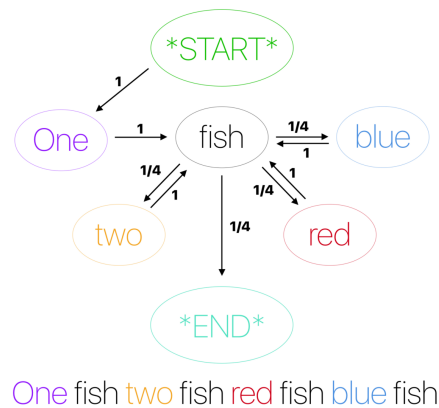 *START*
1
One
1
fish
1/4
1
blue
1/4
1
1/4
1
two
1/4
red
*END*
One fish two fish red fish blue fish